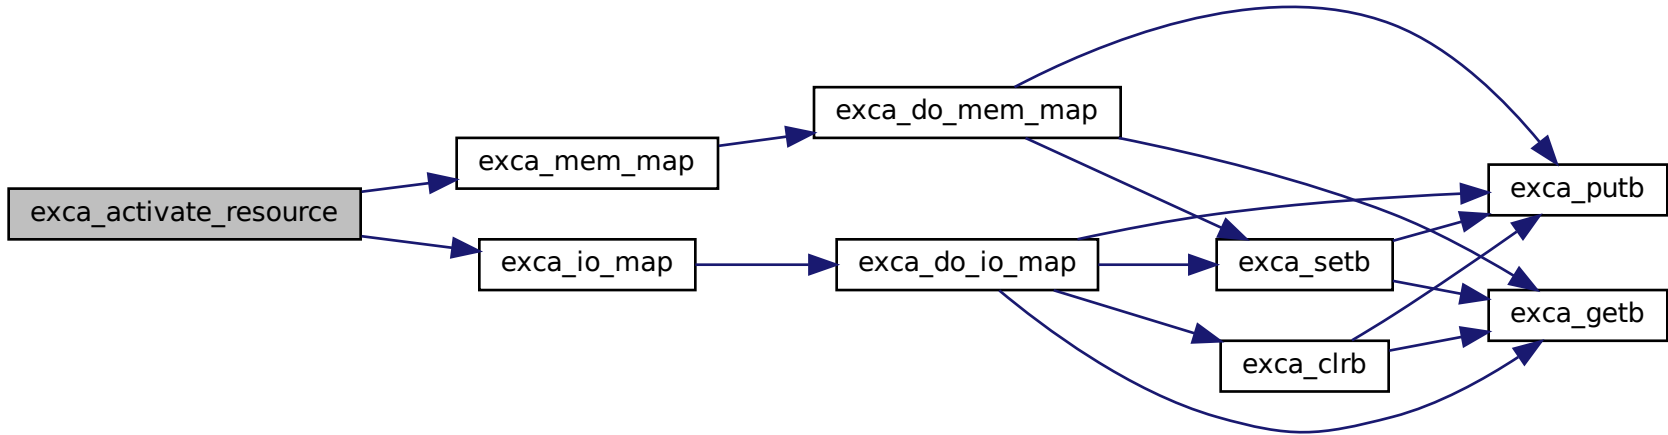 exca_activate_resource
exca_mem_map
exca_io_map
exca_do_mem_map
exca_do_io_map
exca_setb
exca_clrb
exca_putb
exca_getb